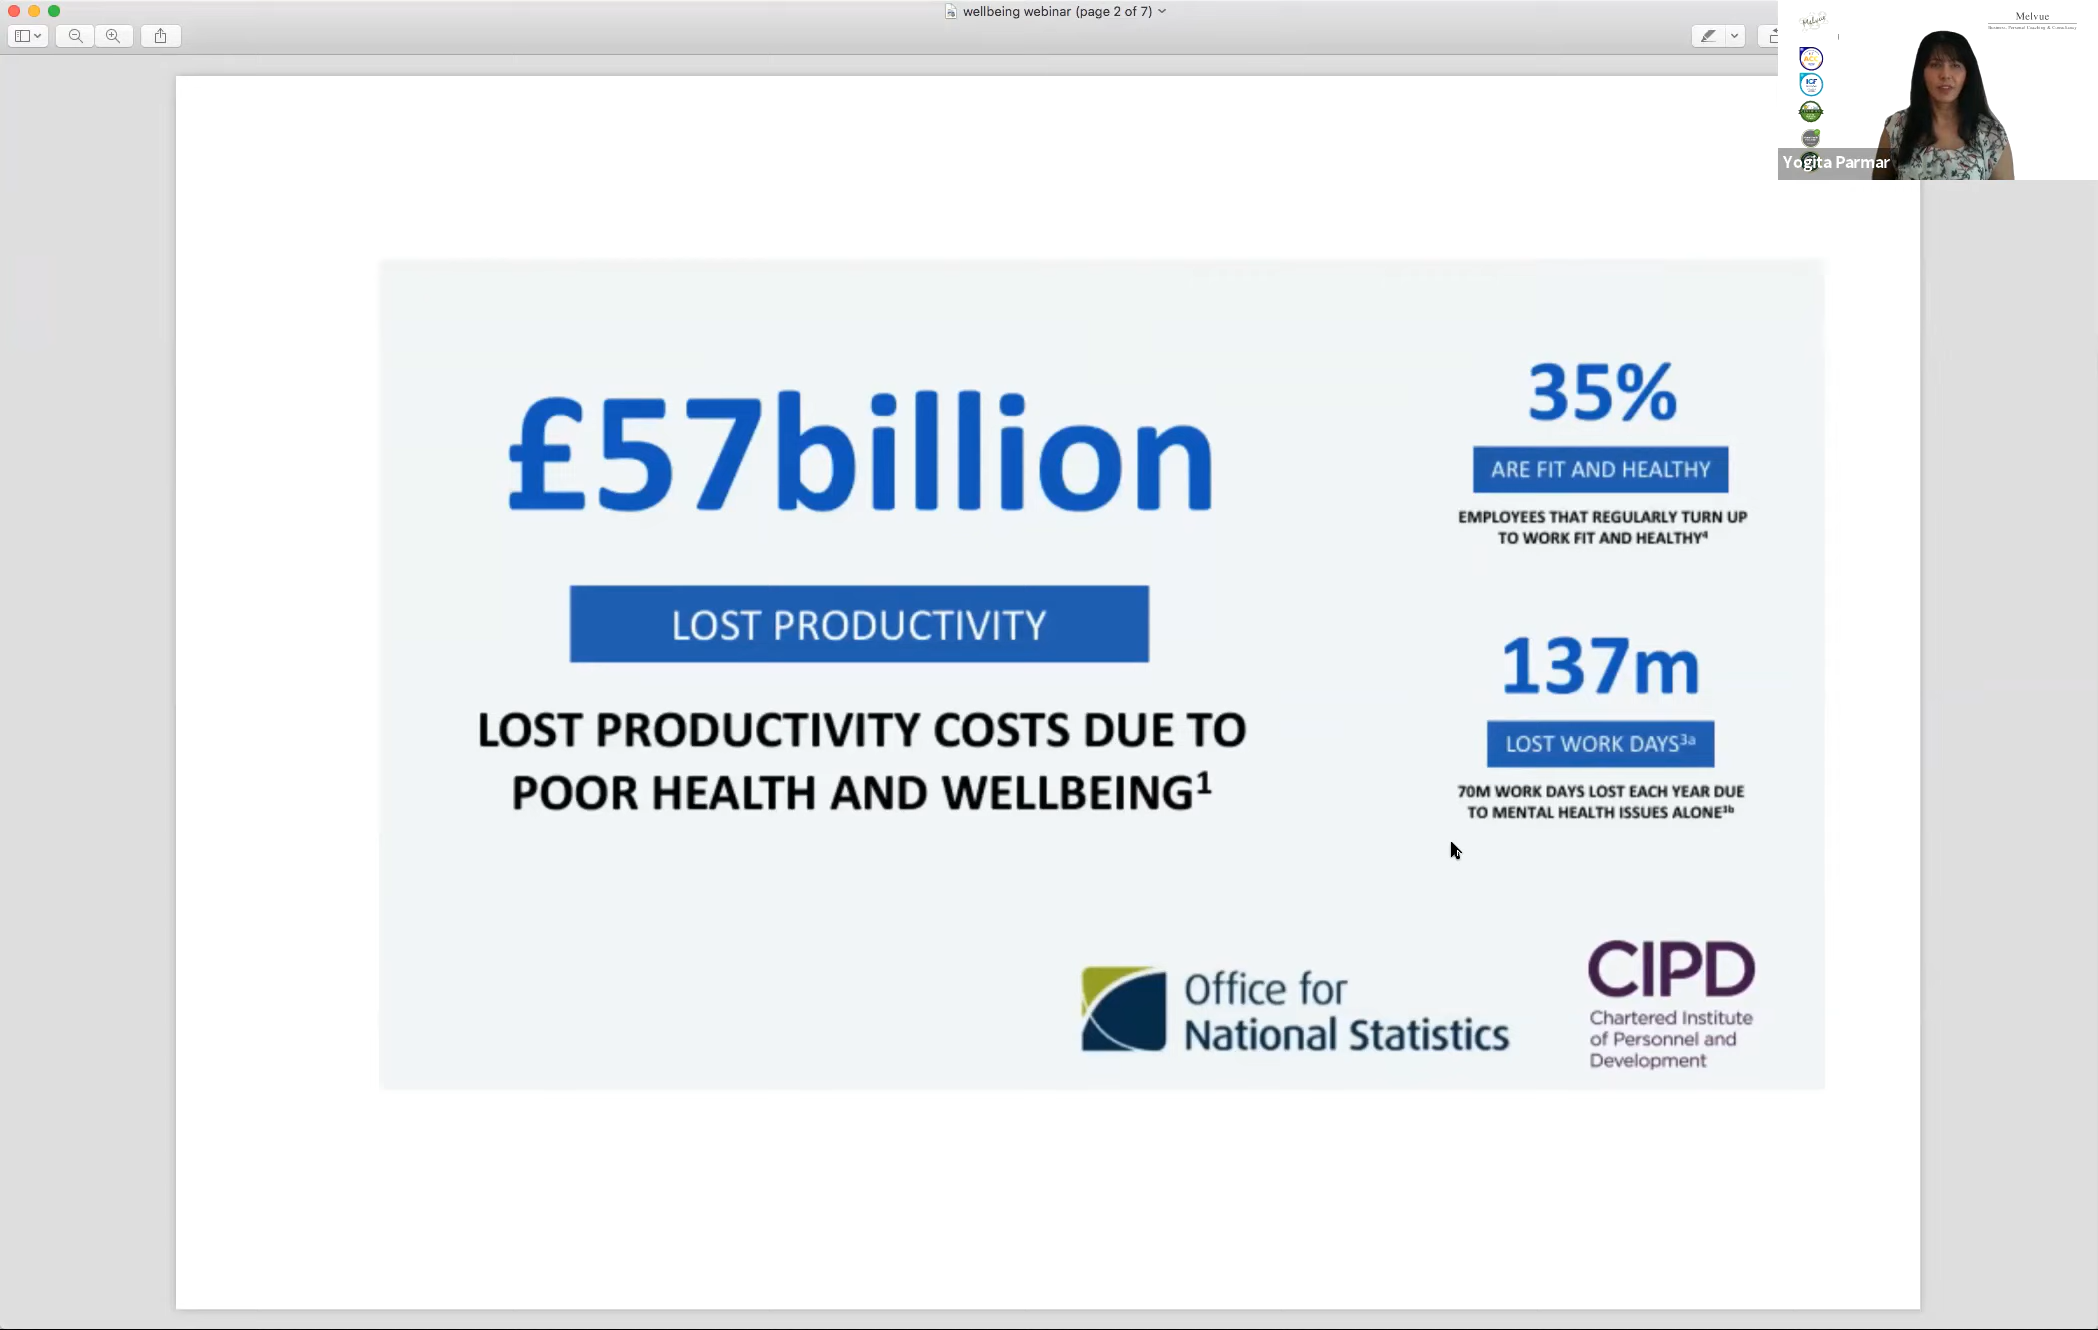 wellbeing webinar (page 2 of 7)
Melvue
Yogita Parmar
£57billion
LOST PRODUCTIVITY
LOST PRODUCTIVITY COSTS DUE TO
POOR HEALTH AND WELLBEING¹
35%
ARE FIT AND HEALTHY
EMPLOYEES THAT REGULARLY TURN UP
TO WORK FIT AND HEALTHY⁴
137m
LOST WORK DAYS³ᵃ
70M WORK DAYS LOST EACH YEAR DUE
TO MENTAL HEALTH ISSUES ALONE³ᵇ
Office for
National Statistics
CIPD
Chartered Institute
of Personnel and
Development